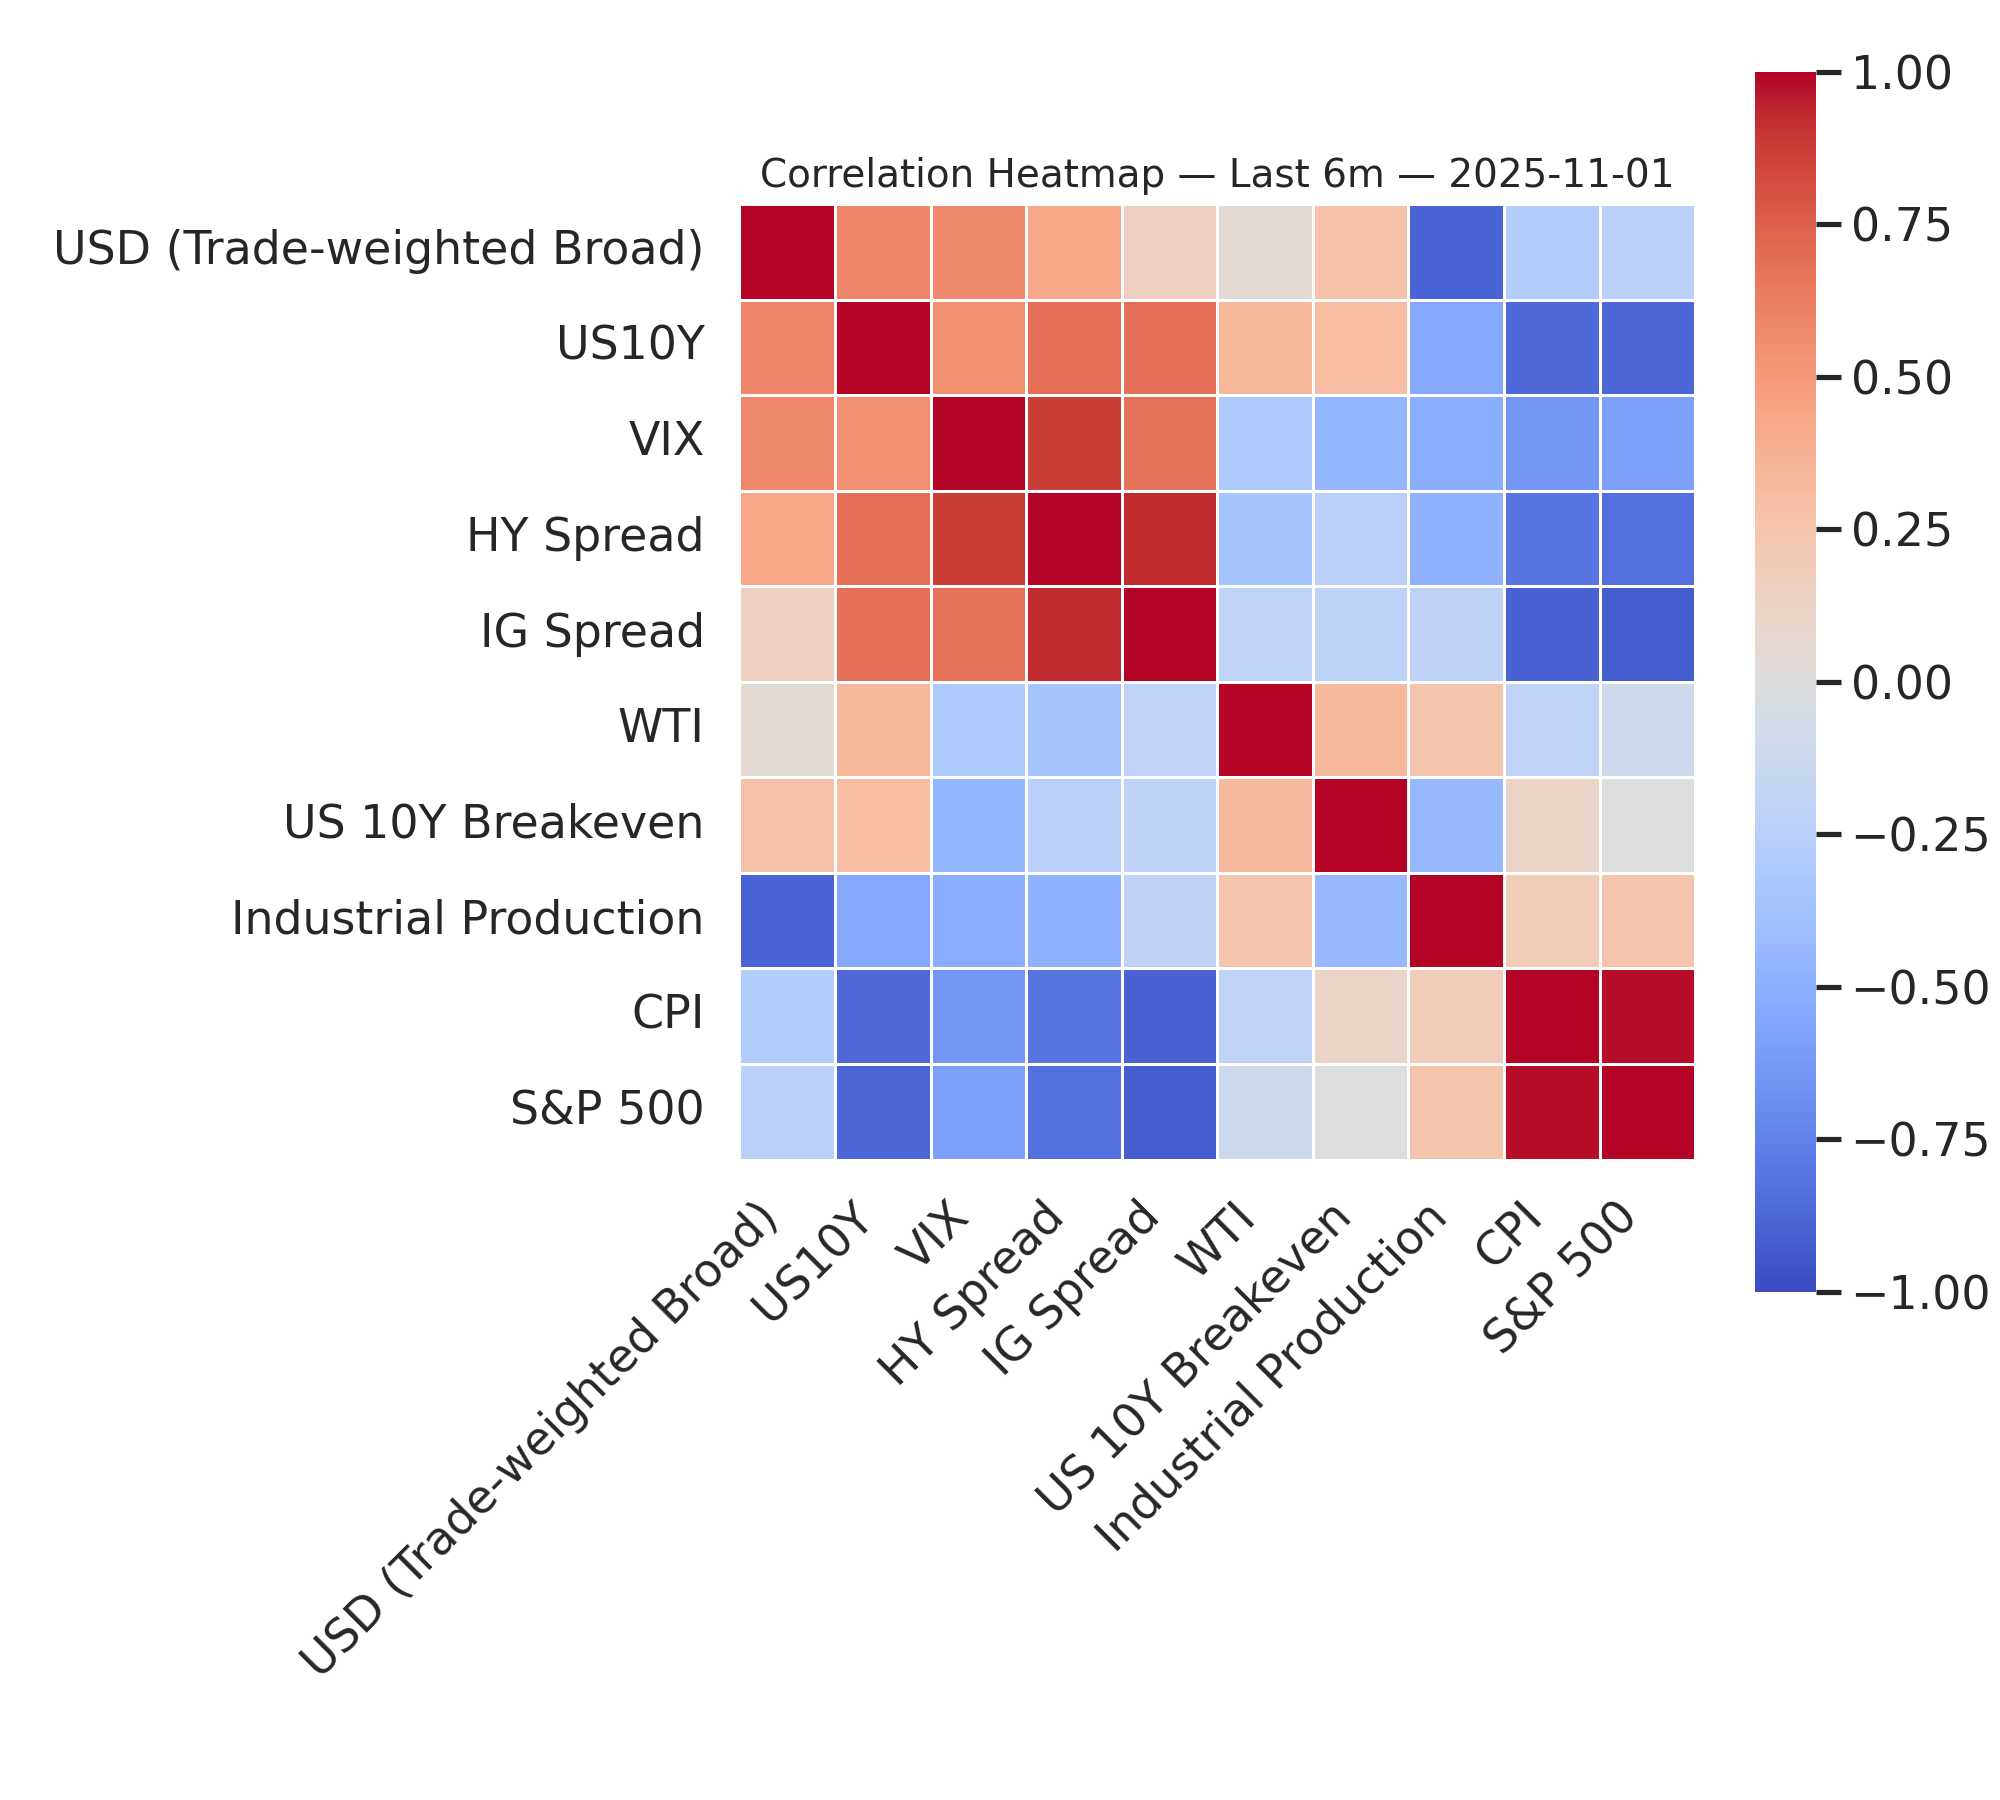 Correlation Heatmap — Last 6m — 2025-11-01
USD (Trade-weighted Broad)
US10Y
VIX
HY Spread
IG Spread
WTI
US 10Y Breakeven
Industrial Production
CPI
S&P 500
USD (Trade-weighted Broad)
US10Y
VIX
HY Spread
IG Spread
WTI
US 10Y Breakeven
Industrial Production
CPI
S&P 500
1.00
0.75
0.50
0.25
0.00
−0.25
−0.50
−0.75
−1.00